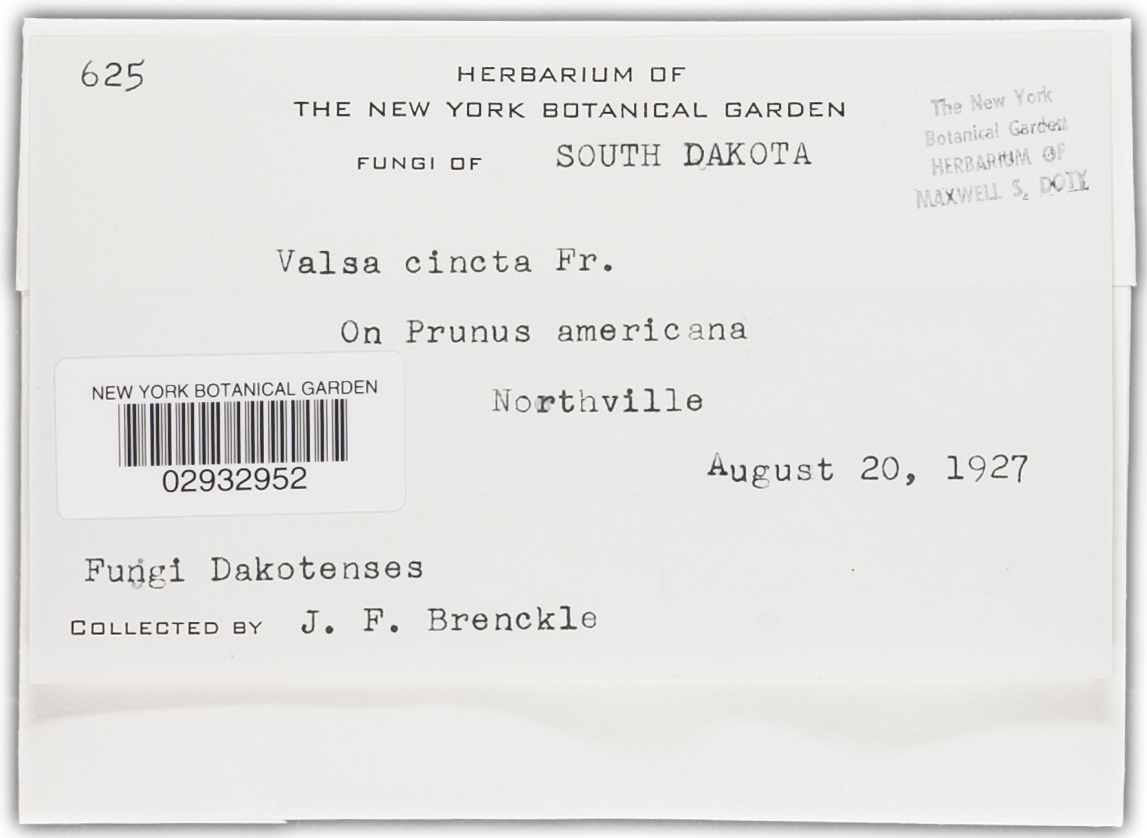 625
HERBARIUM OF
THE NEW YORK BOTANICAL GARDEN
FUNGI OF SOUTH DAKOTA
The New York
Botanical Garden
HERBARIUM OF
MAXWELL S. DOTY
Valsa cincta Fr.
On Prunus americana
Northville
August 20, 1927
NEW YORK BOTANICAL GARDEN
02932952
Fungi Dakotenses
COLLECTED BY J. F. Brenckle